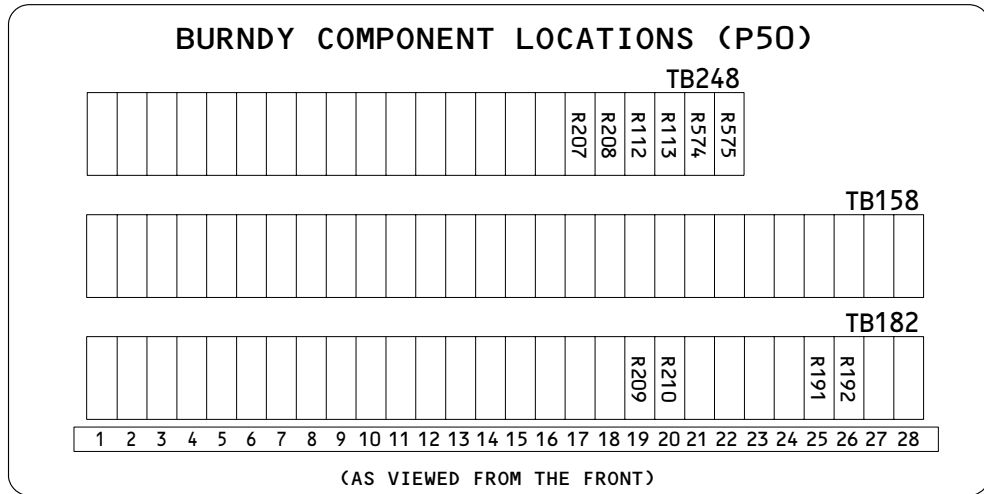 BURNDY COMPONENT LOCATIONS (P50)
TB248
R207 R208 R112 R113 R574 R575
TB158
TB182
R209 R210 R191 R192
1 2 3 4 5 6 7 8 9 10 11 12 13 14 15 16 17 18 19 20 21 22 23 24 25 26 27 28
(AS VIEWED FROM THE FRONT)